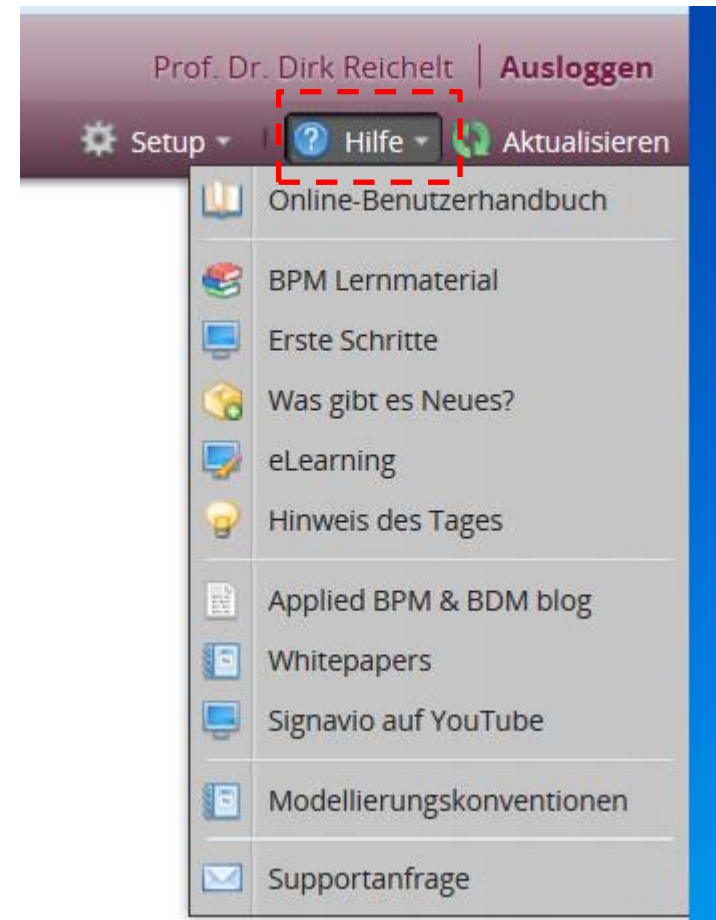 Prof. Dr. Dirk Reichelt | Ausloggen
Setup Hilfe Aktualisieren
Online-Benutzerhandbuch
BPM Lernmaterial
Erste Schritte
Was gibt es Neues?
eLearning
Hinweis des Tages
Applied BPM & BDM blog
Whitepapers
Signavio auf YouTube
Modellierungskonventionen
Supportanfrage